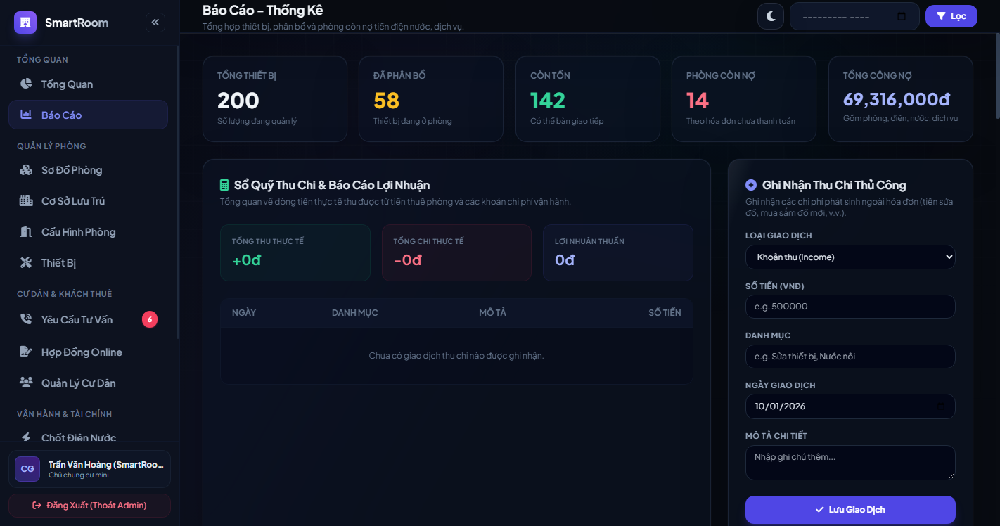 SmartRoom
TỔNG QUAN
Tổng Quan
Báo Cáo
QUẢN LÝ PHÒNG
Sơ Đồ Phòng
Cơ Sở Lưu Trú
Cấu Hình Phòng
Thiết Bị
CƯ DÂN & KHÁCH THUÊ
Yêu Cầu Tư Vấn 6
Hợp Đồng Online
Quản Lý Cư Dân
VẬN HÀNH & TÀI CHÍNH
Chốt Điện Nước
CG
Trần Văn Hoàng (SmartRoo...
Chủ chung cư mini
Đăng Xuất (Thoát Admin)
Báo Cáo – Thống Kê
Tổng hợp thiết bị, phân bổ và phòng còn nợ tiền điện nước, dịch vụ.
--------- ----
Lọc
TỔNG THIẾT BỊ
200
Số lượng đang quản lý
ĐÃ PHÂN BỔ
58
Thiết bị đang ở phòng
CÒN TỒN
142
Có thể bàn giao tiếp
PHÒNG CÒN NỢ
14
Theo hóa đơn chưa thanh toán
TỔNG CÔNG NỢ
69,316,000đ
Gồm phòng, điện, nước, dịch vụ
Sổ Quỹ Thu Chi & Báo Cáo Lợi Nhuận
Tổng quan về dòng tiền thực tế thu được từ tiền thuê phòng và các khoản chi phí vận hành.
TỔNG THU THỰC TẾ
+0đ
TỔNG CHI THỰC TẾ
-0đ
LỢI NHUẬN THUẦN
0đ
NGÀY DANH MỤC MÔ TẢ SỐ TIỀN
Chưa có giao dịch thu chi nào được ghi nhận.
Ghi Nhận Thu Chi Thủ Công
Ghi nhận các chi phí phát sinh ngoài hóa đơn (tiền sửa
đồ, mua sắm đồ mới, v.v.).
LOẠI GIAO DỊCH
Khoản thu (Income)
SỐ TIỀN (VNĐ)
e.g. 500000
DANH MỤC
e.g. Sửa thiết bị, Nước nôi
NGÀY GIAO DỊCH
10/01/2026
MÔ TẢ CHI TIẾT
Nhập ghi chú thêm...
Lưu Giao Dịch